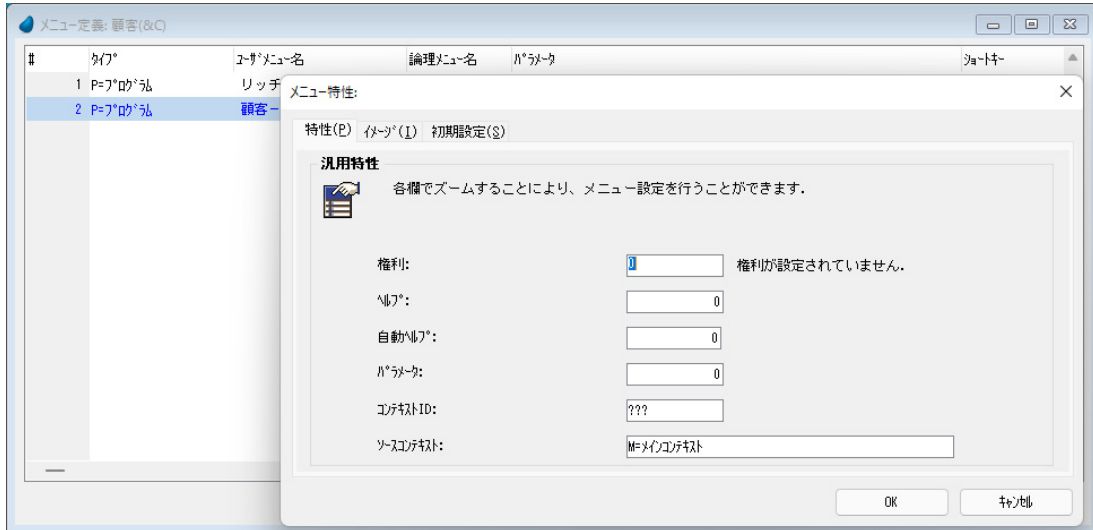 メニュー定義: 顧客(&C)
# ﾀｲﾌﾟ ﾕｰｻﾞﾒﾆｭｰ名 論理ﾒﾆｭｰ名 ﾊﾟﾗﾒｰﾀ ｼｮｰﾄｷｰ
1 P=ﾌﾟﾛｸﾞﾗﾑ リッチ
2 P=ﾌﾟﾛｸﾞﾗﾑ 顧客－
メニュー特性:
特性(P) ｲﾒｰｼﾞ(I) 初期設定(S)
汎用特性
各欄でズームすることにより、メニュー設定を行うことができます.
権利: 0 権利が設定されていません.
ﾍﾙﾌﾟ: 0
自動ﾍﾙﾌﾟ: 0
ﾊﾟﾗﾒｰﾀ: 0
ｺﾝﾃｷｽﾄID: ???
ｿｰｽｺﾝﾃｷｽﾄ: M=ﾒｲﾝｺﾝﾃｷｽﾄ
OK ｷｬﾝｾﾙ